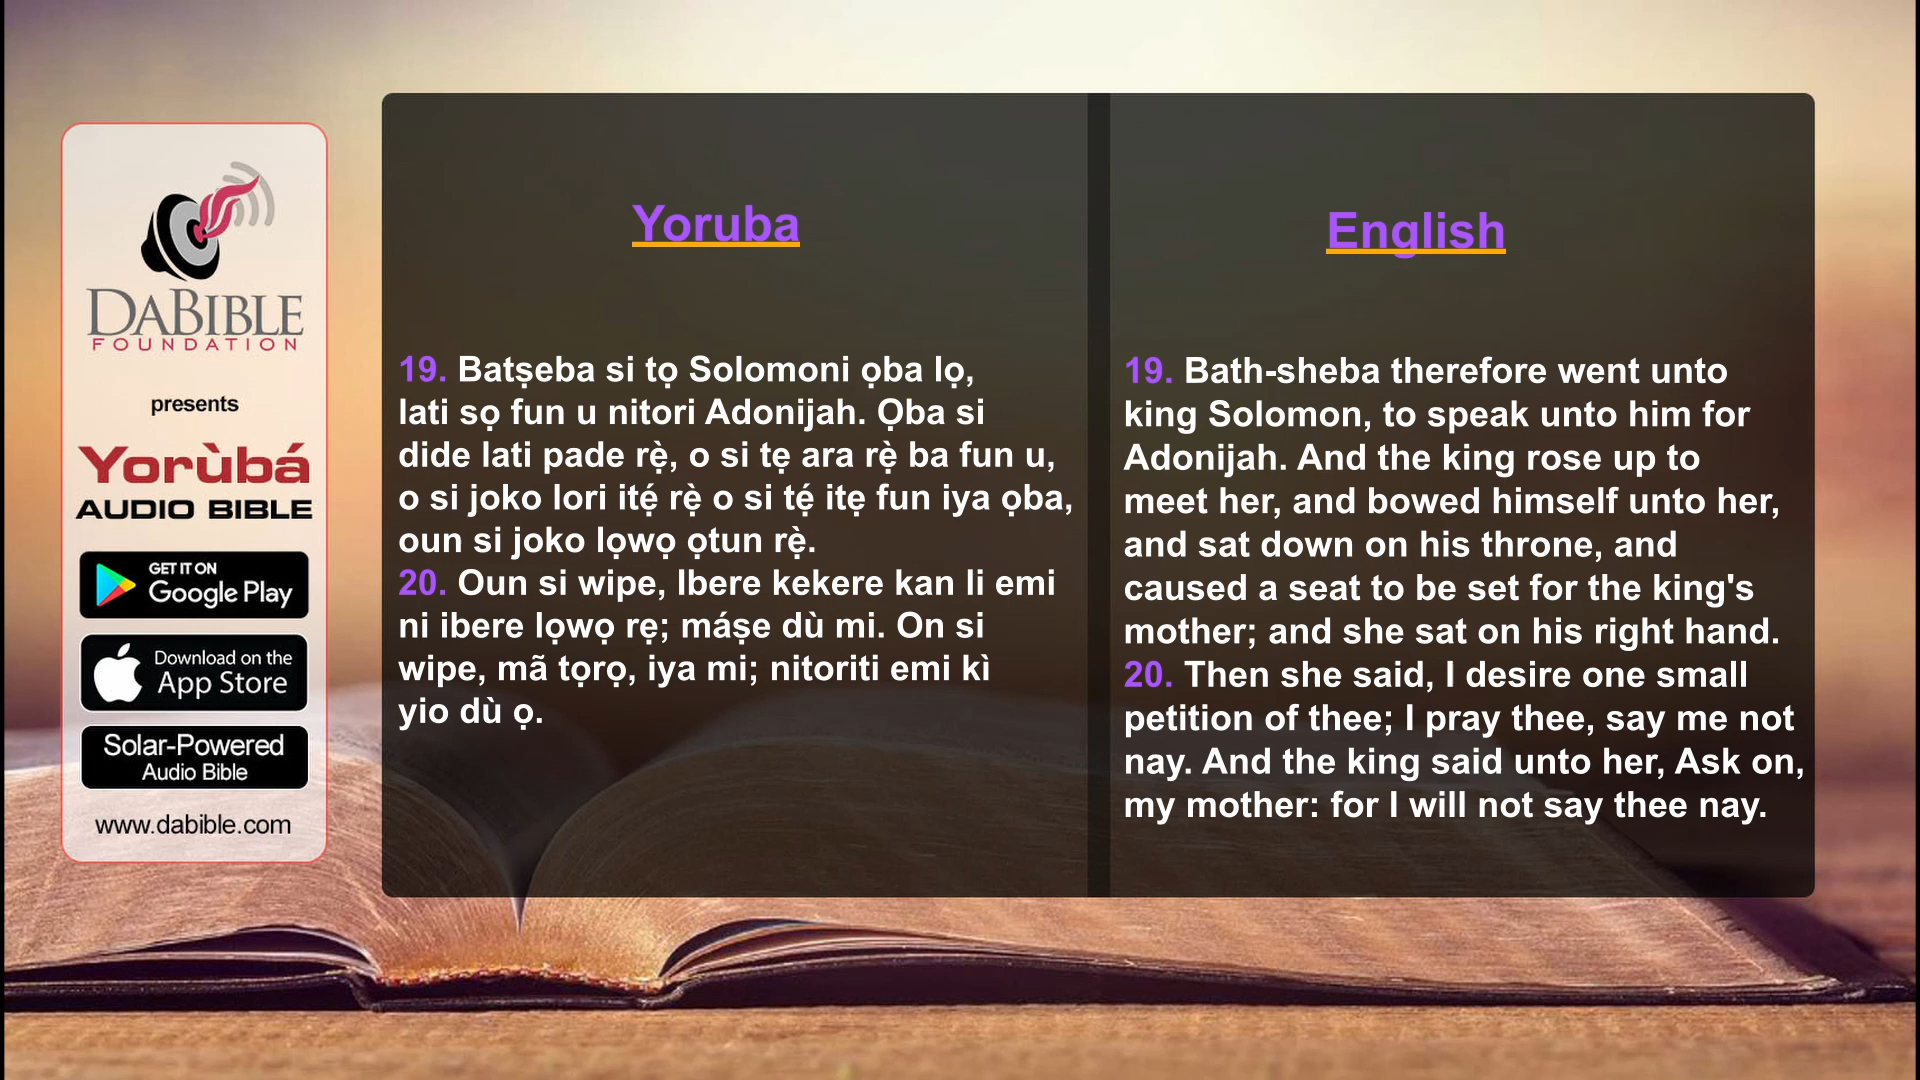 DABIBLE
FOUNDATION
presents
Yorùbá
AUDIO BIBLE
GET IT ON
Google Play
Download on the
App Store
Solar-Powered
Audio Bible
www.dabible.com
Yoruba
19. Batṣeba si tọ Solomoni ọba lọ,
lati sọ fun u nitori Adonijah. Ọba si
dide lati pade rẹ̀, o si tẹ ara rẹ̀ ba fun u,
o si joko lori itẹ́ rẹ̀ o si tẹ́ itẹ fun iya ọba,
oun si joko lọwọ ọtun rẹ̀.
20. Oun si wipe, Ibere kekere kan li emi
ni ibere lọwọ rẹ; máṣe dù mi. On si
wipe, mã tọrọ, iya mi; nitoriti emi kì
yio dù ọ.
English
19. Bath-sheba therefore went unto
king Solomon, to speak unto him for
Adonijah. And the king rose up to
meet her, and bowed himself unto her,
and sat down on his throne, and
caused a seat to be set for the king's
mother; and she sat on his right hand.
20. Then she said, I desire one small
petition of thee; I pray thee, say me not
nay. And the king said unto her, Ask on,
my mother: for I will not say thee nay.